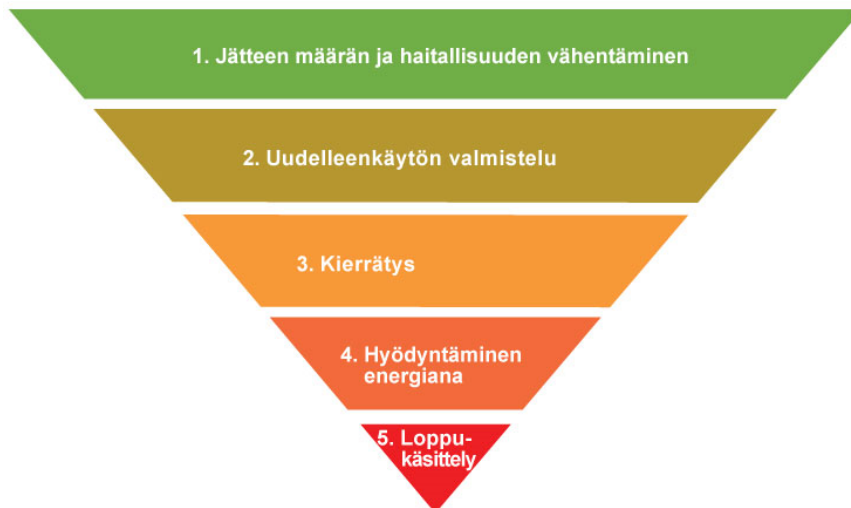 1. Jätteen määrän ja haitallisuuden vähentäminen
2. Uudelleenkäytön valmistelu
3. Kierrätys
4. Hyödyntäminen
energiana
5. Loppu-
käsittely